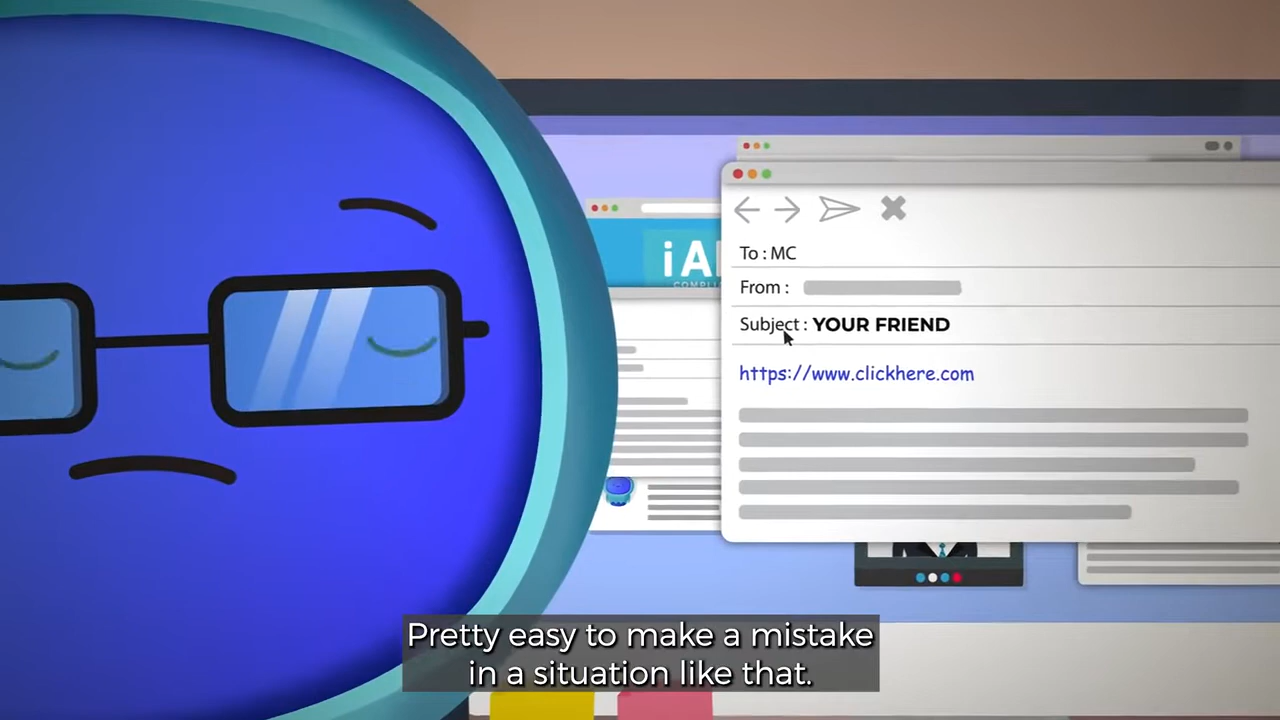 i A
To : MC
From :
Subject : YOUR FRIEND
https://www.clickhere.com
Pretty easy to make a mistake
in a situation like that.